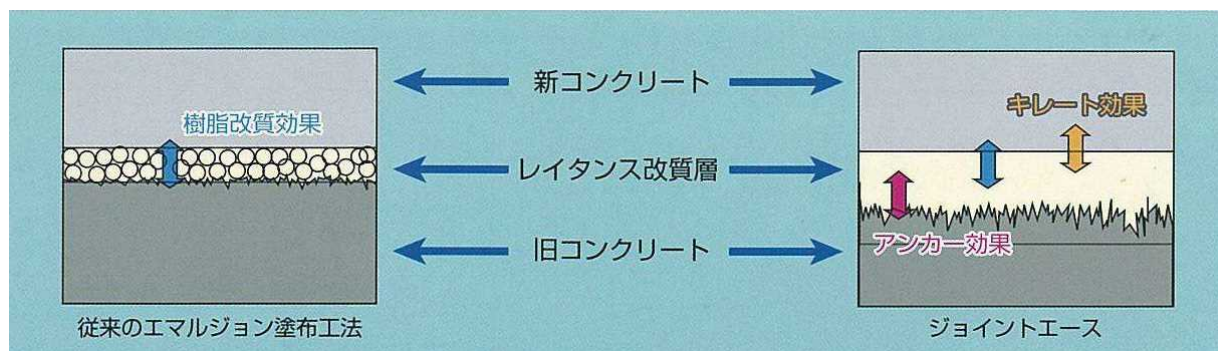 新コンクリート
キレート効果
樹脂改質効果
レイタンス改質層
アンカー効果
旧コンクリート
従来のエマルジョン塗布工法
ジョイントエース